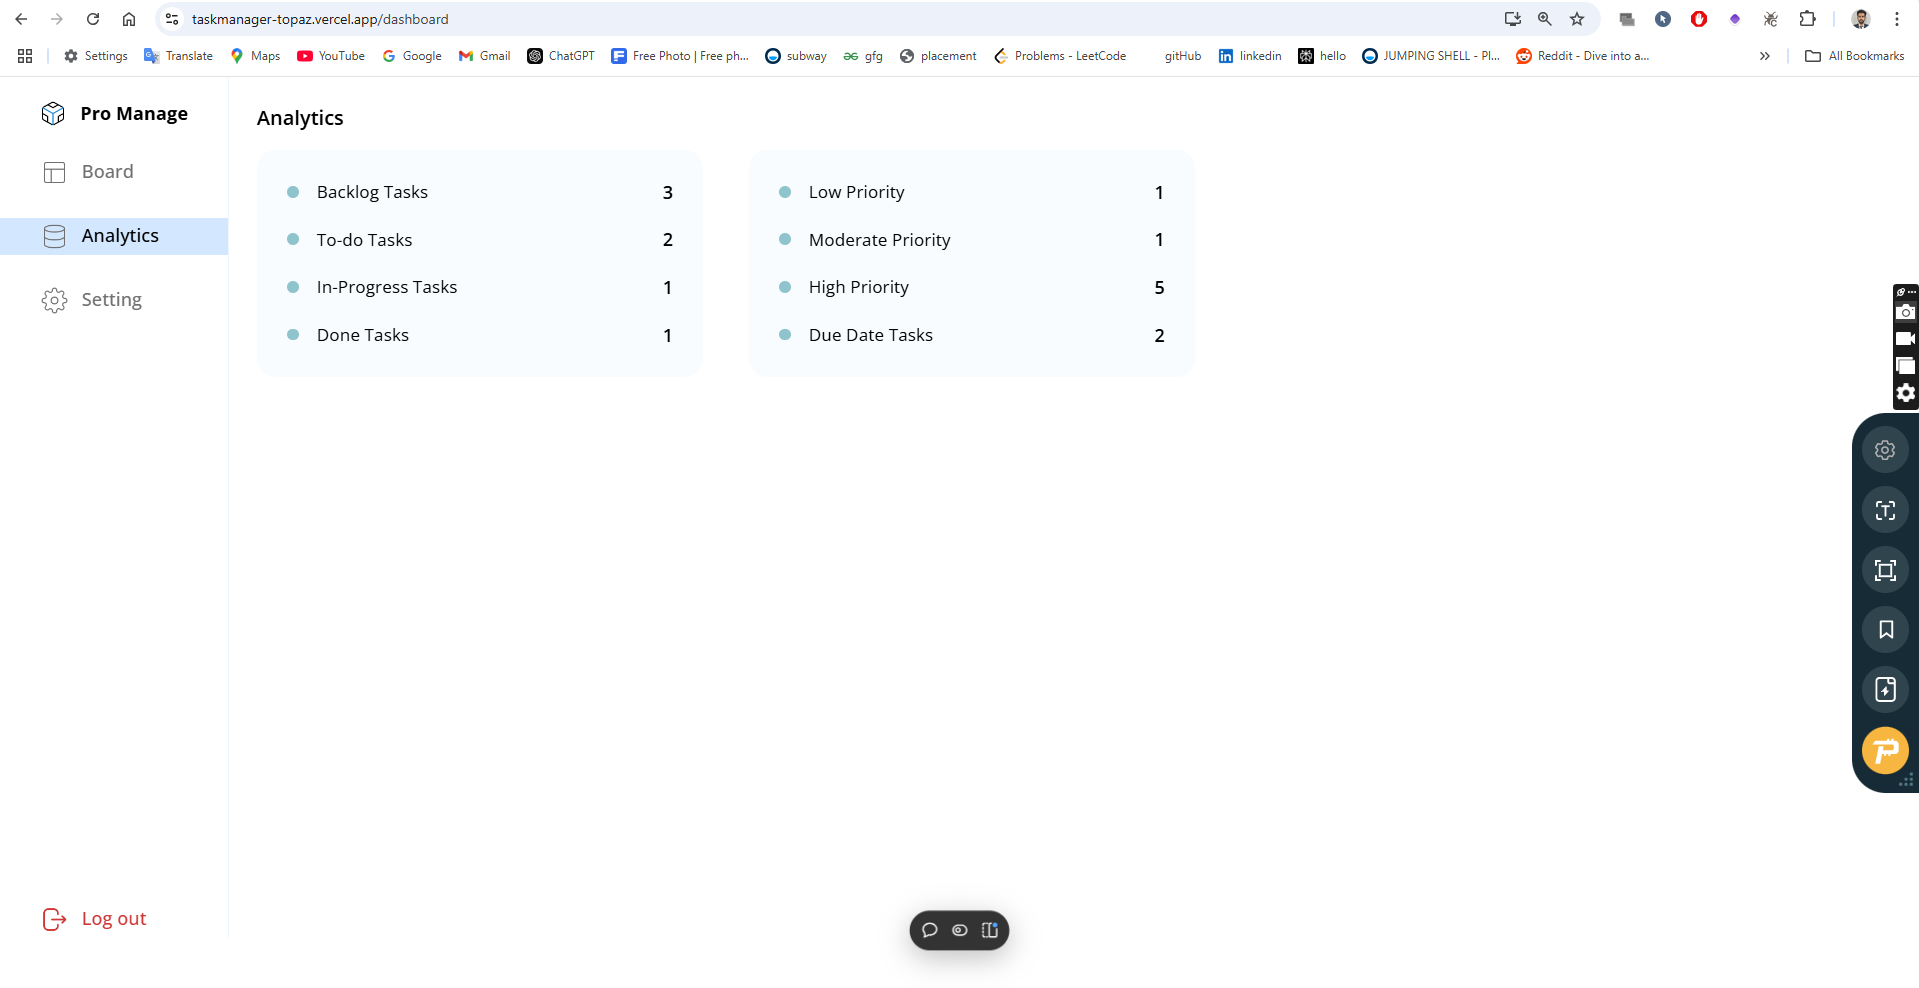 taskmanager-topaz.vercel.app/dashboard
Settings Translate Maps YouTube Google Gmail ChatGPT Free Photo | Free ph... subway gfg placement Problems - LeetCode gitHub linkedin hello JUMPING SHELL - Pl... Reddit - Dive into a... » All Bookmarks
Pro Manage
Board
Analytics
Setting
Log out
Analytics
Backlog Tasks 3
To-do Tasks 2
In-Progress Tasks 1
Done Tasks 1
Low Priority 1
Moderate Priority 1
High Priority 5
Due Date Tasks 2